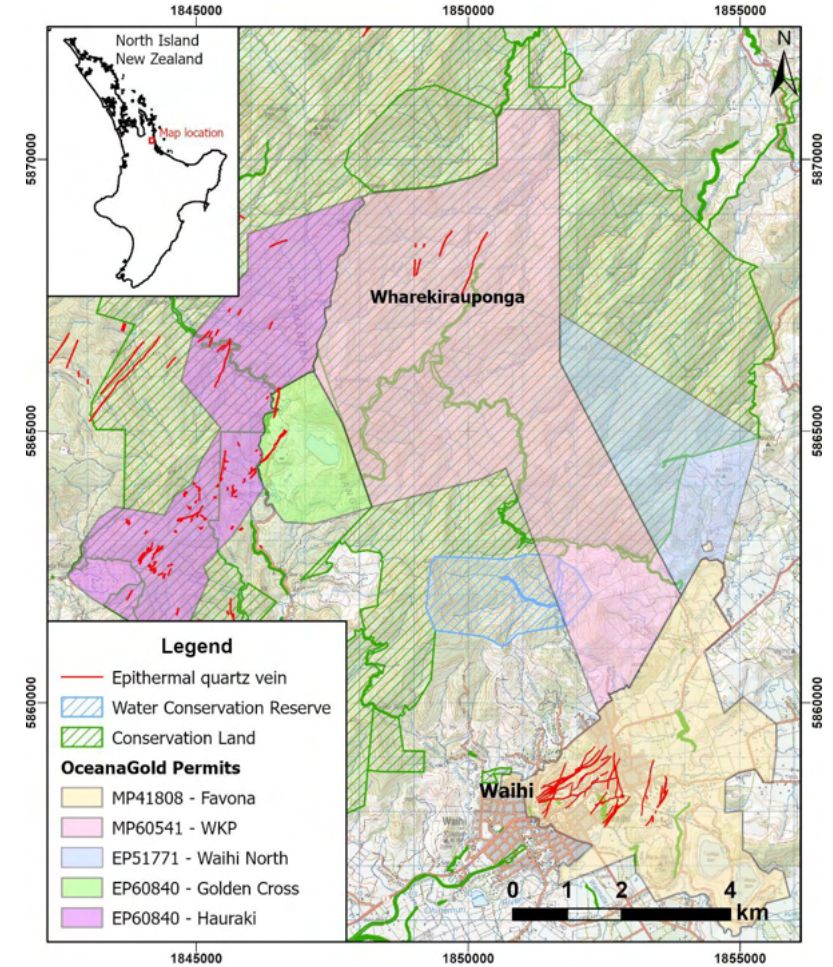 1845000
1850000
1855000
North Island
New Zealand
Map location
N
5870000
5870000
Wharekirauponga
5865000
5865000
5860000
5860000
Waihi
Waihi
Legend
Epithermal quartz vein
Water Conservation Reserve
Conservation Land
OceanaGold Permits
MP41808 - Favona
MP60541 - WKP
EP51771 - Waihi North
EP60840 - Golden Cross
EP60840 - Hauraki
0 1 2 4
km
1845000
1850000
1855000